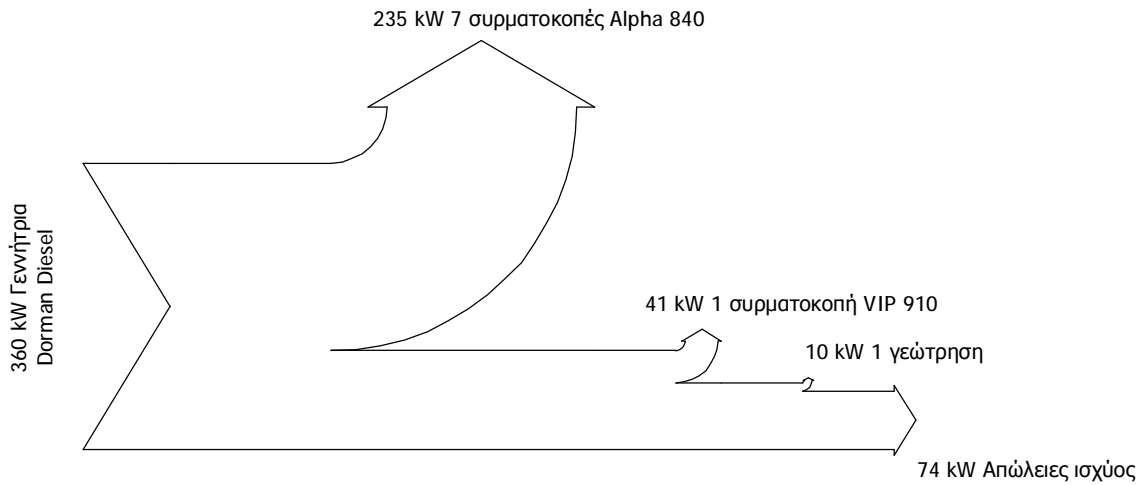 235 kW 7 συρματοκοπές Alpha 840
360 kW Γεννήτρια
Dorman Diesel
41 kW 1 συρματοκοπή VIP 910
10 kW 1 γεώτρηση
74 kW Απώλειες ισχύος